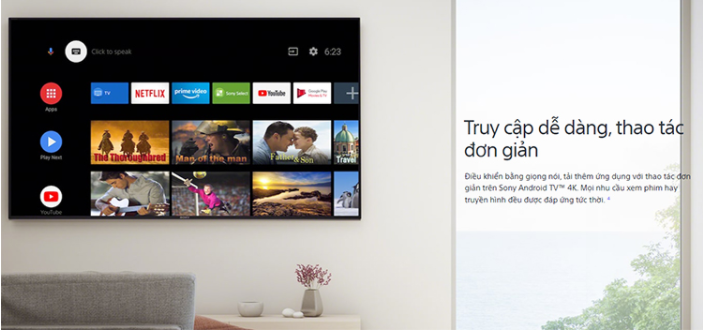 Click to speak
6:23
TV
NETFLIX
prime video
Sony Select
YouTube
Google Play
Movies & TV
Apps
The Thoroughbred
Man of the man
Father & Son
Travel
Play Next
YouTube
Truy cập dễ dàng, thao tác
đơn giản
Điều khiển bằng giọng nói, tải thêm ứng dụng với thao tác đơn
giản trên Sony Android TV™ 4K. Mọi nhu cầu xem phim hay
truyền hình đều được đáp ứng tức thời.